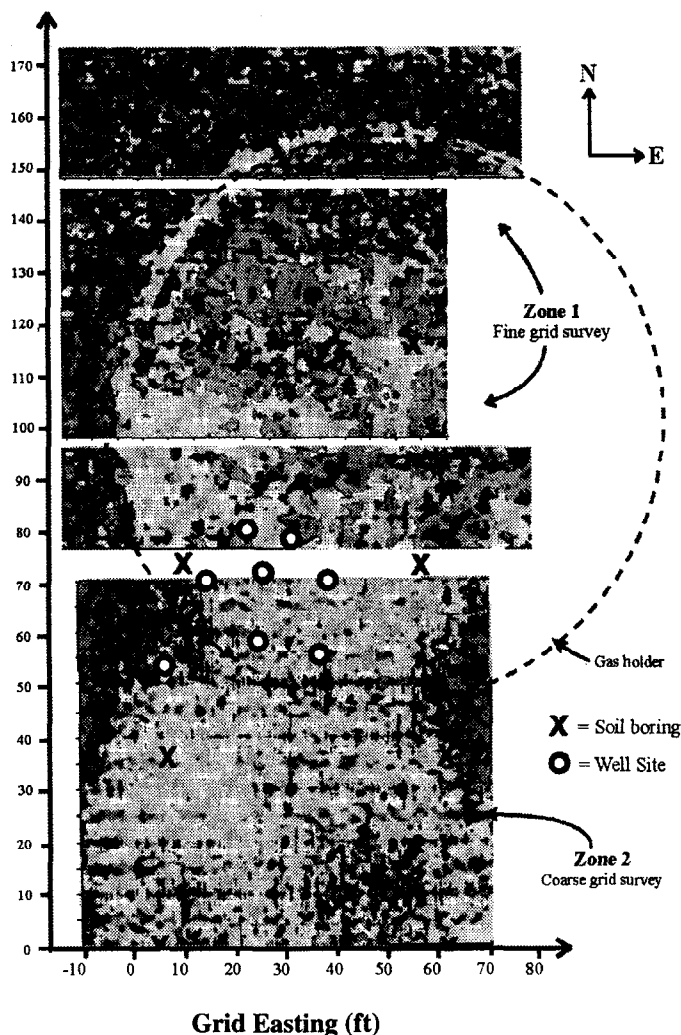 170
160
150
140
130
120
110
100
90
80
70
60
50
40
30
20
10
0
-10 0 10 20 30 40 50 60 70 80
Grid Easting (ft)
N
E
Zone 1
Fine grid survey
Gas holder
X = Soil boring
O = Well Site
Zone 2
Coarse grid survey